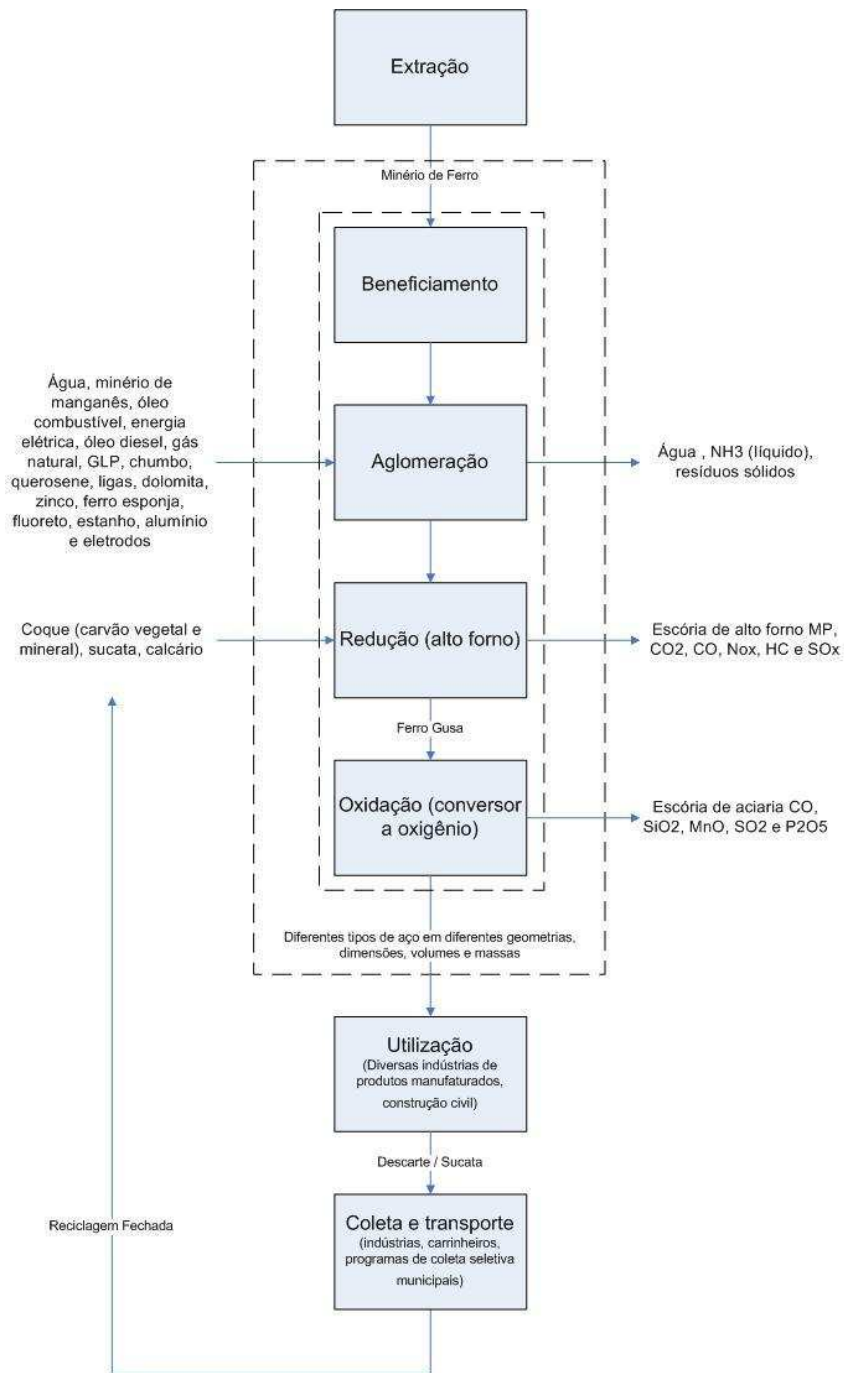 Extração
Minério de Ferro
Beneficiamento
Água, minério de
manganês, óleo
combustível, energia
elétrica, óleo diesel, gás
natural, GLP, chumbo,
querosene, ligas, dolomita,
zinco, ferro esponja,
fluoreto, estanho, alumínio
e eletrodos
Aglomeração
Água , NH3 (líquido),
resíduos sólidos
Coque (carvão vegetal e
mineral), sucata, calcário
Redução (alto forno)
Escória de alto forno MP,
CO2, CO, Nox, HC e SOx
Ferro Gusa
Oxidação (conversor
a oxigênio)
Escória de aciaria CO,
SiO2, MnO, SO2 e P2O5
Diferentes tipos de aço em diferentes geometrias,
dimensões, volumes e massas
Utilização
(Diversas indústrias de
produtos manufaturados,
construção civil)
Descarte / Sucata
Coleta e transporte
(indústrias, carrinheiros,
programas de coleta seletiva
municipais)
Reciclagem Fechada